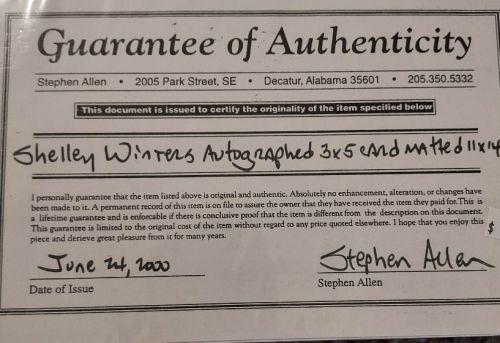 Guarantee of Authenticity
Stephen Allen • 2005 Park Street, SE • Decatur, Alabama 35601 • 205.350.5332
This document is issued to certify the originality of the item specified below
Shelley Winters Autographed 3x5 card matted 11x14
I personally guarantee that the item listed above is original and authentic. Absolutely no enhancement, alteration, or changes have
been made to it. A permanent record of this item is on file to assure the owner that they have received the item they paid for.This is
a lifetime guarantee and is enforcable if there is conclusive proof that the item is different from the description on this document.
This guarantee is limited to the original cost of the item without regard to any price quoted elsewhere. I hope that you enjoy this
piece and derieve great pleasure from it for many years.
$
June 24, 2000
Stephen Allen
Date of Issue
Stephen Allen